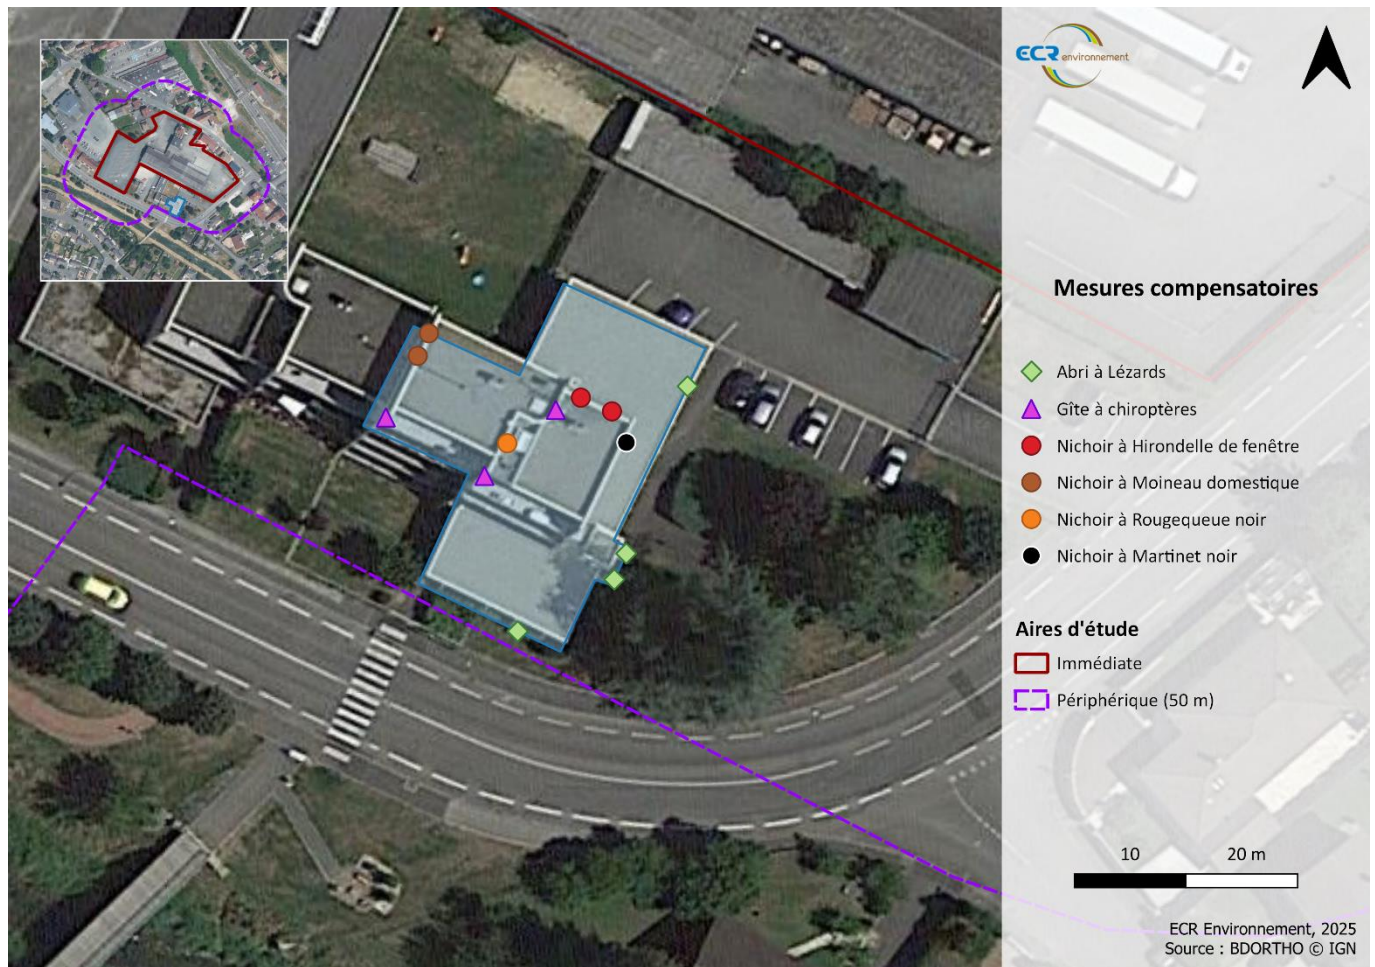 ECR environnement
Mesures compensatoires
Abri à Lézards
Gîte à chiroptères
Nichoir à Hirondelle de fenêtre
Nichoir à Moineau domestique
Nichoir à Rougequeue noir
Nichoir à Martinet noir
Aires d'étude
Immédiate
Périphérique (50 m)
10 20 m
ECR Environnement, 2025
Source : BDORTHO © IGN